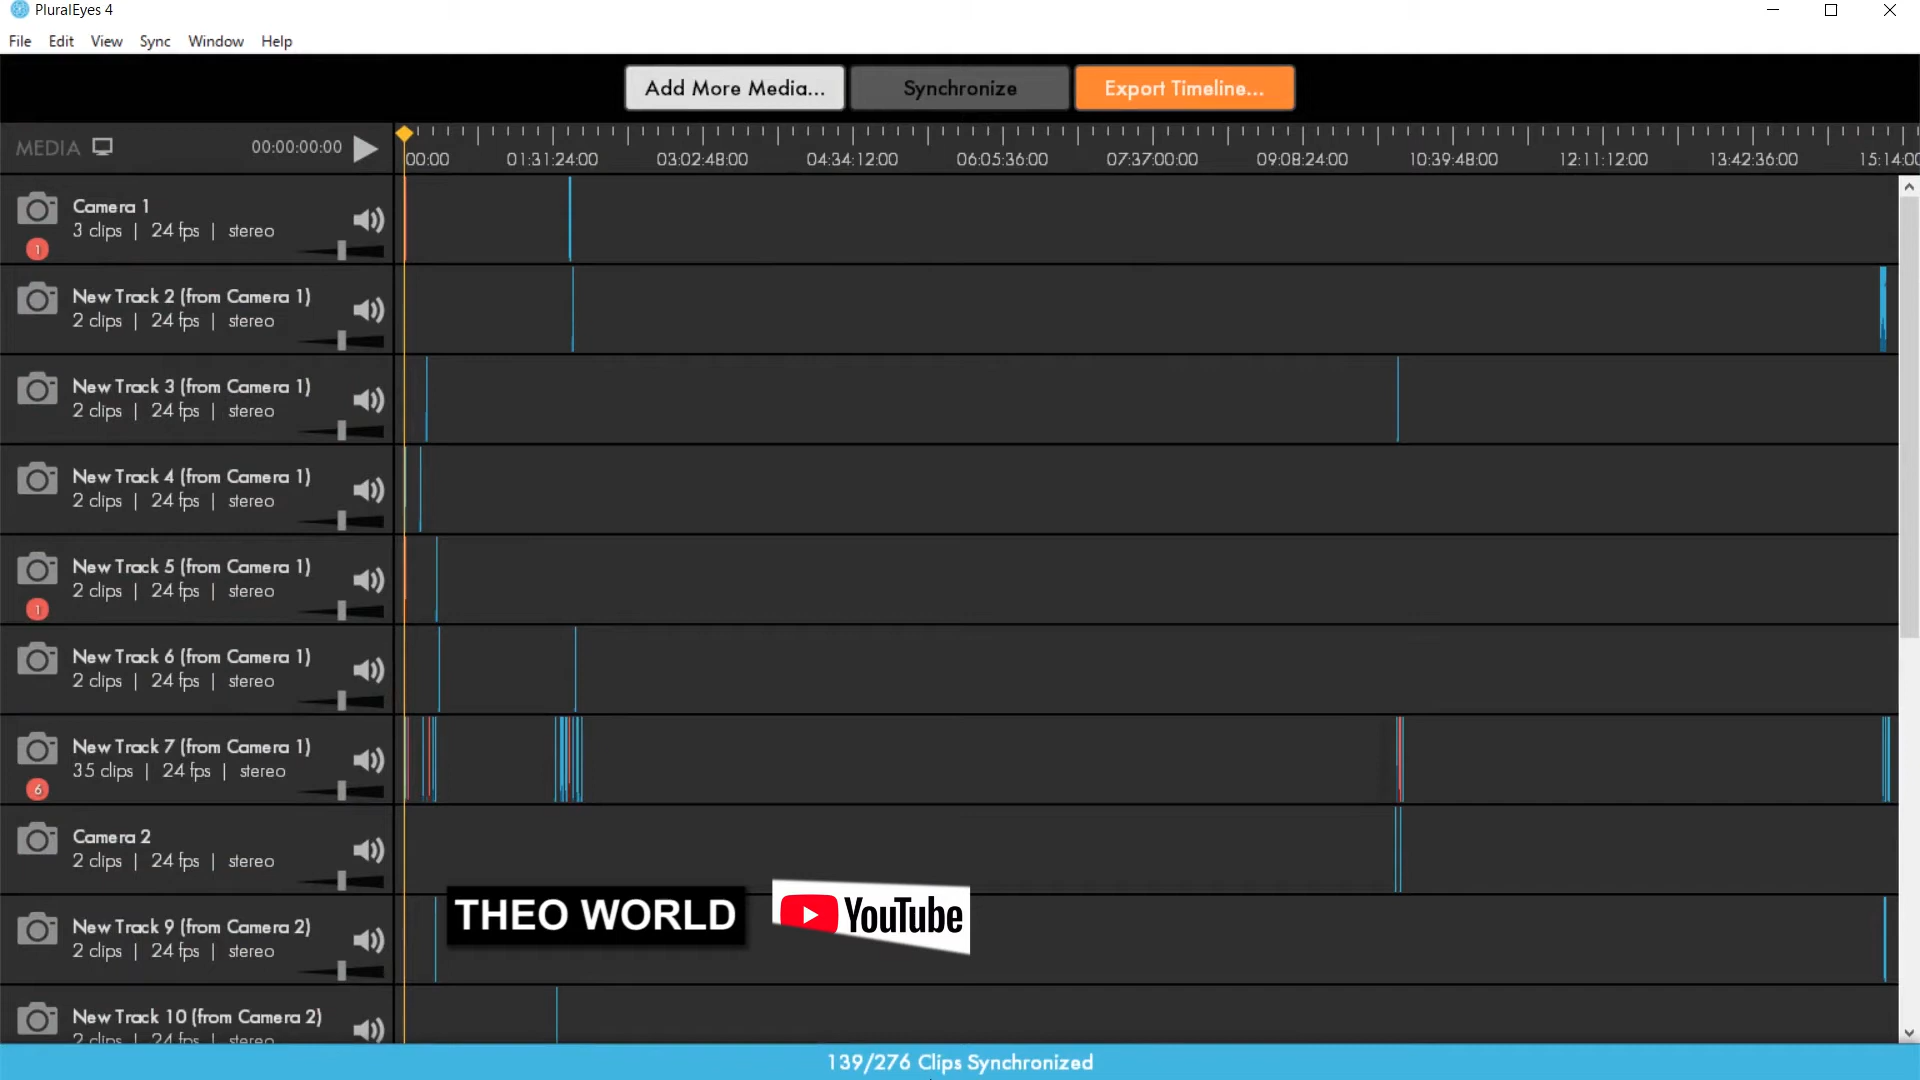 PluralEyes 4
File Edit View Sync Window Help
Add More Media... Synchronize Export Timeline...
MEDIA 00:00:00:00
00:00 01:31:24:00 03:02:48:00 04:34:12:00 06:05:36:00 07:37:00:00 09:08:24:00 10:39:48:00 12:11:12:00 13:42:36:00 15:14:00
Camera 1
3 clips | 24 fps | stereo
1
New Track 2 (from Camera 1)
2 clips | 24 fps | stereo
New Track 3 (from Camera 1)
2 clips | 24 fps | stereo
New Track 4 (from Camera 1)
2 clips | 24 fps | stereo
New Track 5 (from Camera 1)
2 clips | 24 fps | stereo
1
New Track 6 (from Camera 1)
2 clips | 24 fps | stereo
New Track 7 (from Camera 1)
35 clips | 24 fps | stereo
6
Camera 2
2 clips | 24 fps | stereo
THEO WORLD YouTube
New Track 9 (from Camera 2)
2 clips | 24 fps | stereo
New Track 10 (from Camera 2)
2 clips | 24 fps | stereo
139/276 Clips Synchronized